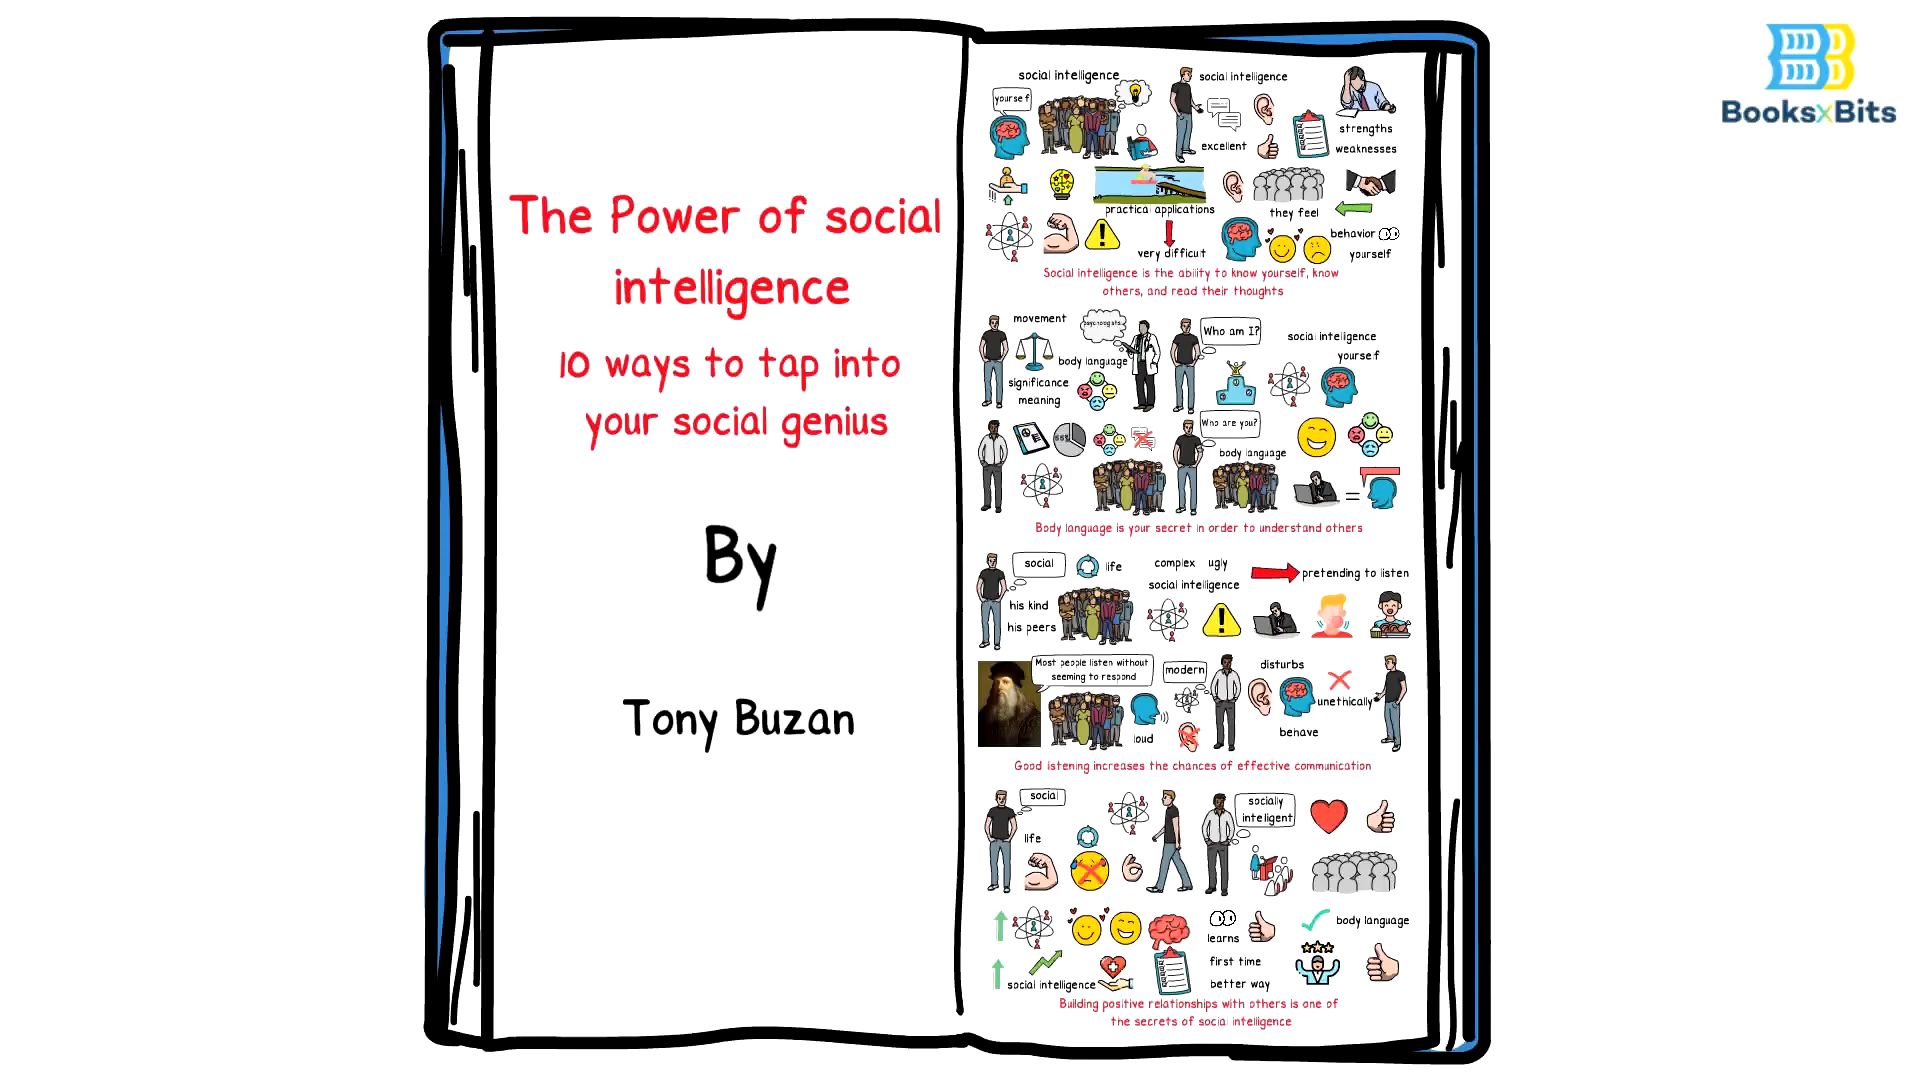 BooksxBits
The Power of social
intelligence
10 ways to tap into
your social genius
By
Tony Buzan
social intelligence
yourself
social intelligence
excellent
strengths
weaknesses
practical applications
very difficult
they feel
behavior
yourself
Social intelligence is the ability to know yourself, know
others, and read their thoughts
movement
body language
significance
meaning
Who am I?
social intelligence
yourself
55%
Who are you?
body language
=
Body language is your secret in order to understand others
social
life
his kind
his peers
complex ugly
social intelligence
pretending to listen
Most people listen without
seeming to respond
loud
modern
disturbs
unethically
behave
Good listening increases the chances of effective communication
social
life
socially
inteligent
social intelligence
learns
first time
better way
body language
Building positive relationships with others is one of
the secrets of social intelligence